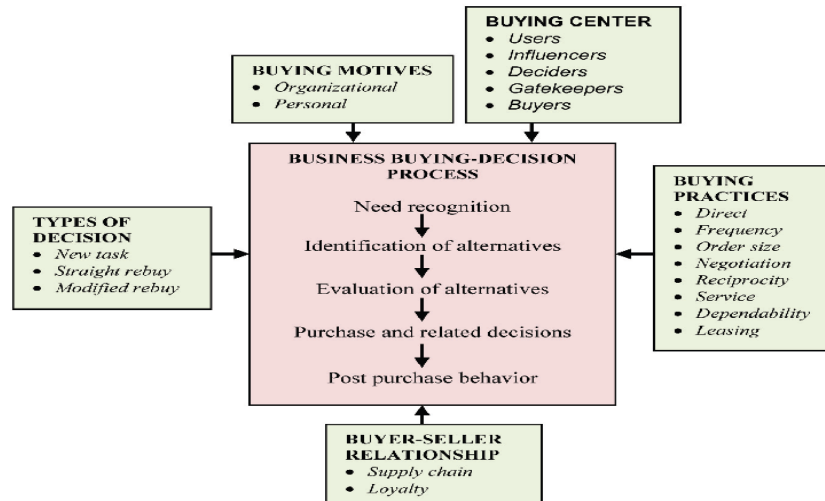 BUYING CENTER
• Users
• Influencers
• Deciders
• Gatekeepers
• Buyers
BUYING MOTIVES
• Organizational
• Personal
BUSINESS BUYING-DECISION
PROCESS
Need recognition
Identification of alternatives
Evaluation of alternatives
Purchase and related decisions
Post purchase behavior
TYPES OF
DECISION
• New task
• Straight rebuy
• Modified rebuy
BUYING
PRACTICES
• Direct
• Frequency
• Order size
• Negotiation
• Reciprocity
• Service
• Dependability
• Leasing
BUYER-SELLER
RELATIONSHIP
• Supply chain
• Loyalty